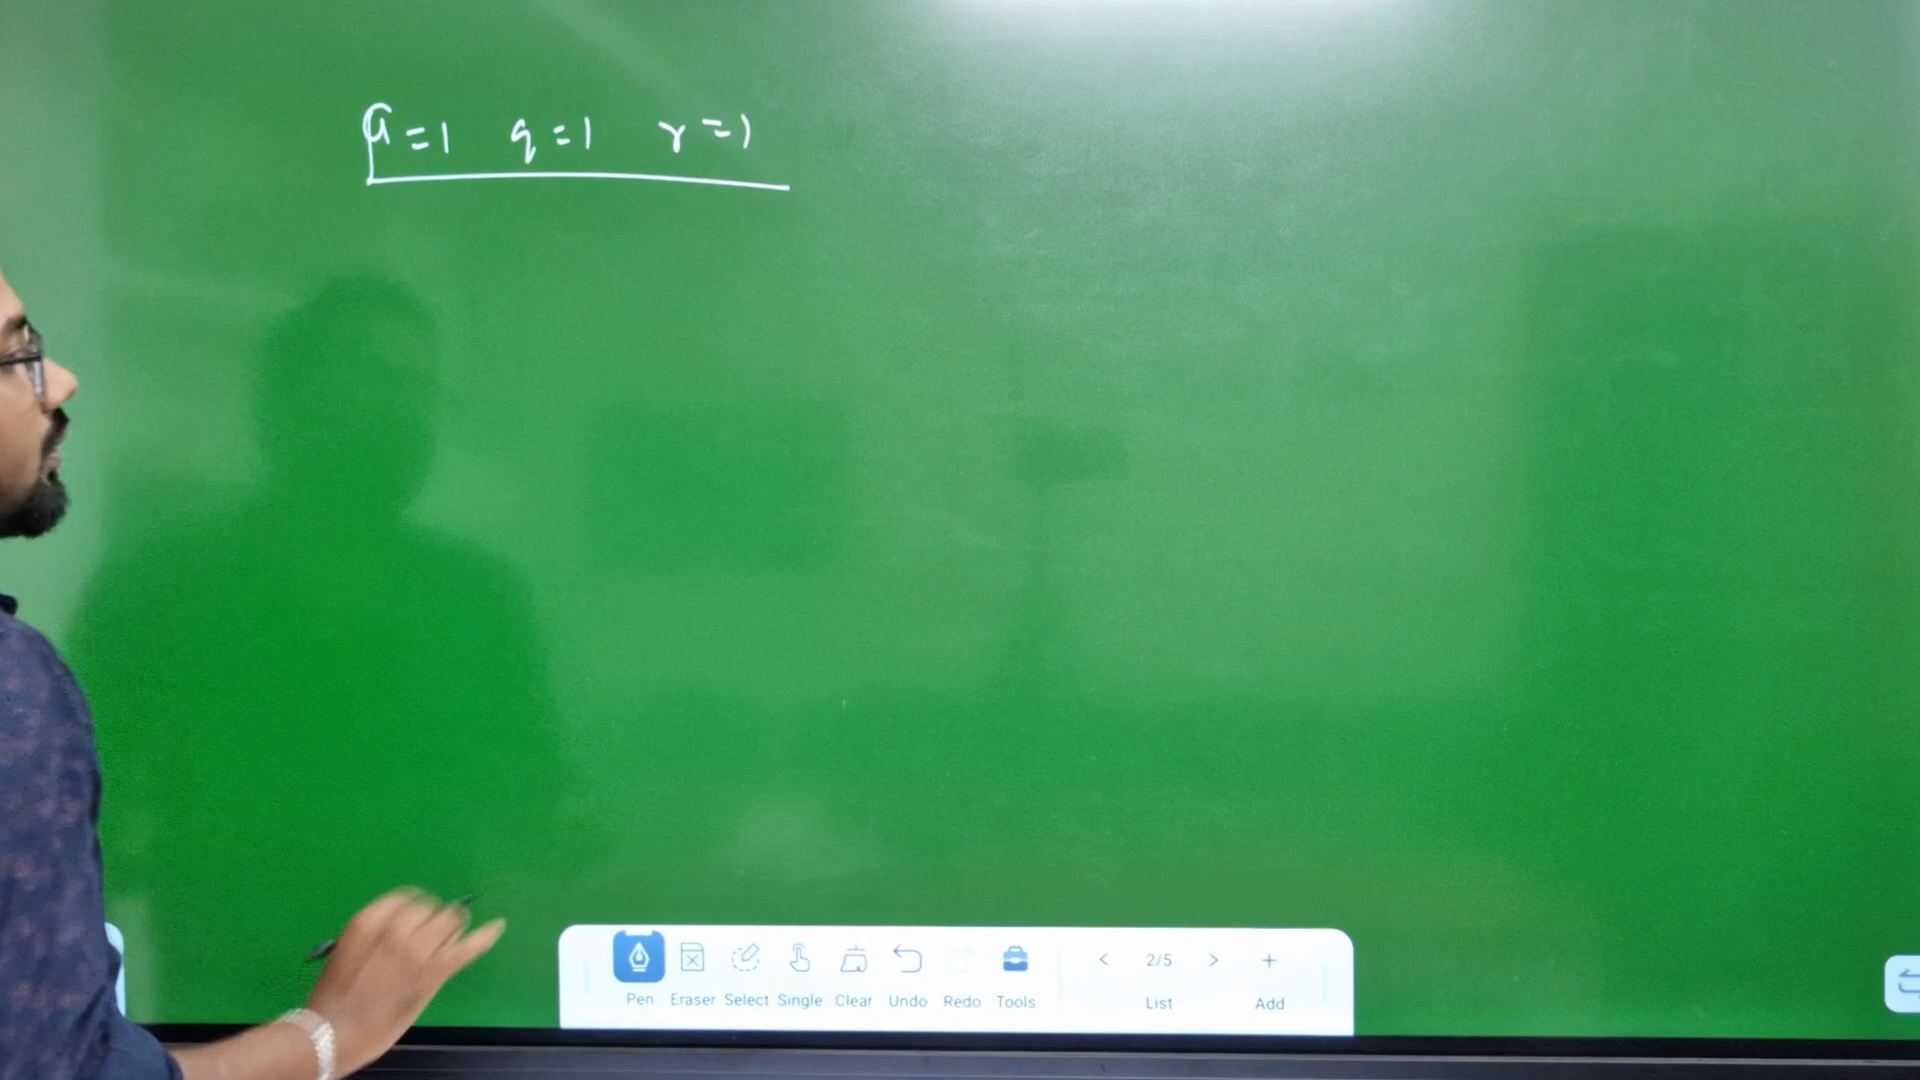 a=1 q=1 r=1
Pen Eraser Select Single Clear Undo Redo Tools < 2/5 > List + Add